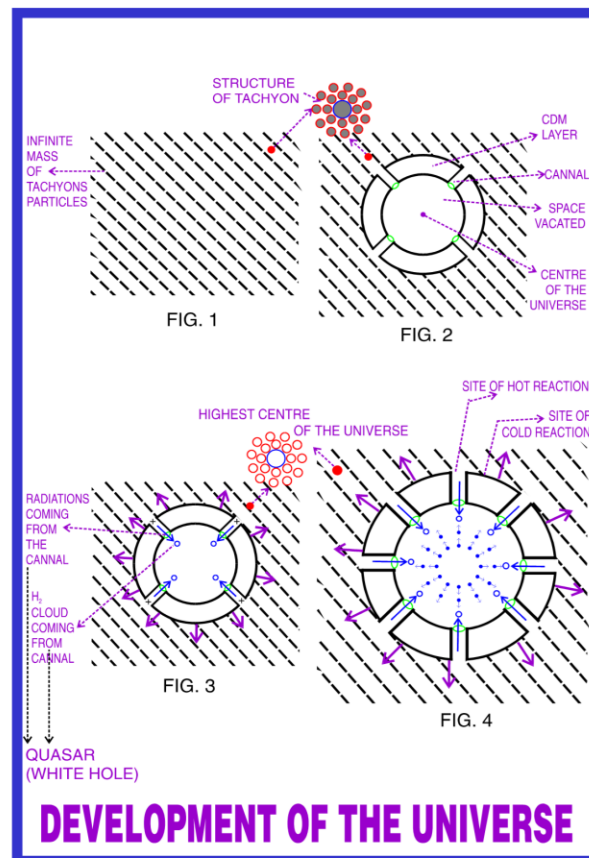 STRUCTURE
OF TACHYON
INFINITE
MASS
OF
TACHYONS
PARTICLES
CDM
LAYER
CANNAL
SPACE
VACATED
CENTRE
OF THE
UNIVERSE
FIG. 1
FIG. 2
HIGHEST CENTRE
OF THE UNIVERSE
SITE OF HOT REACTION
SITE OF
COLD REACTION
RADIATIONS
COMING
FROM
THE
CANNAL
H₂
CLOUD
COMING
FROM
CANNAL
FIG. 3
FIG. 4
QUASAR
(WHITE HOLE)
DEVELOPMENT OF THE UNIVERSE